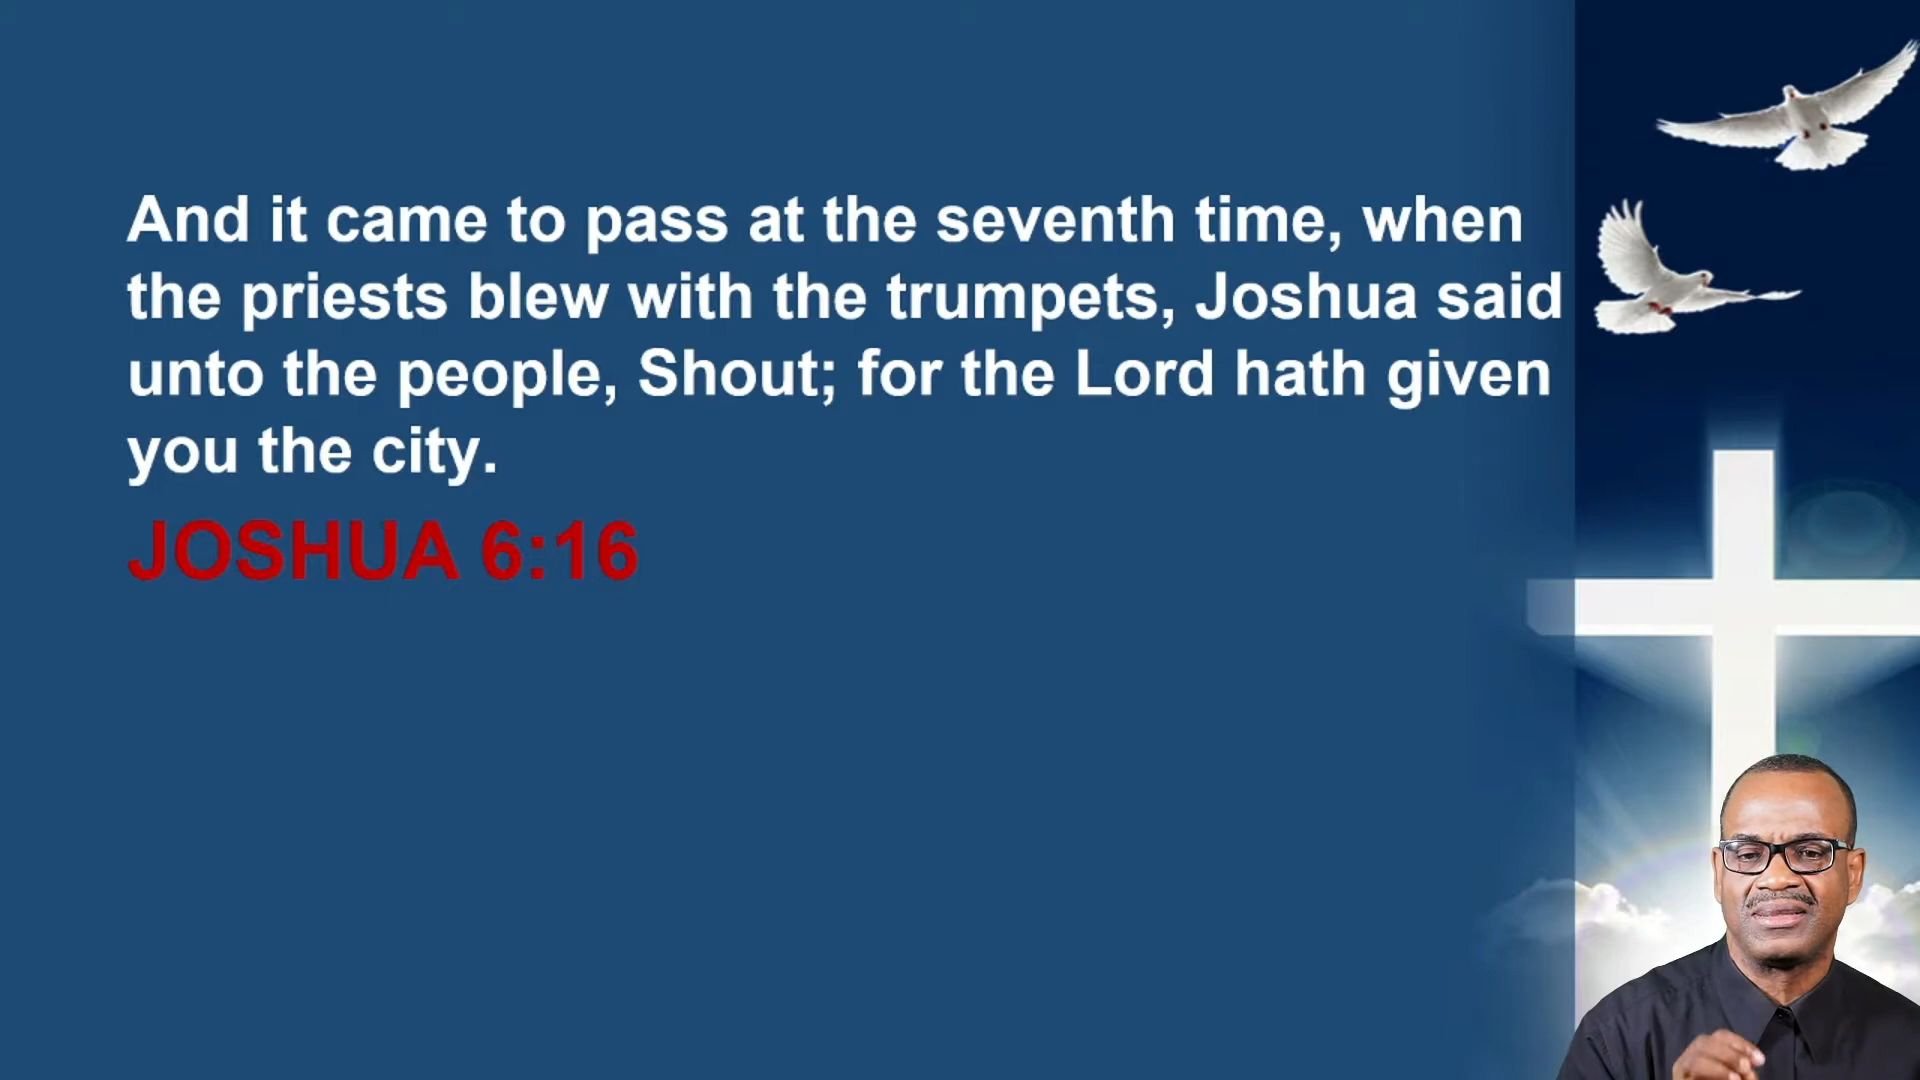 And it came to pass at the seventh time, when
the priests blew with the trumpets, Joshua said
unto the people, Shout; for the Lord hath given
you the city.
JOSHUA 6:16